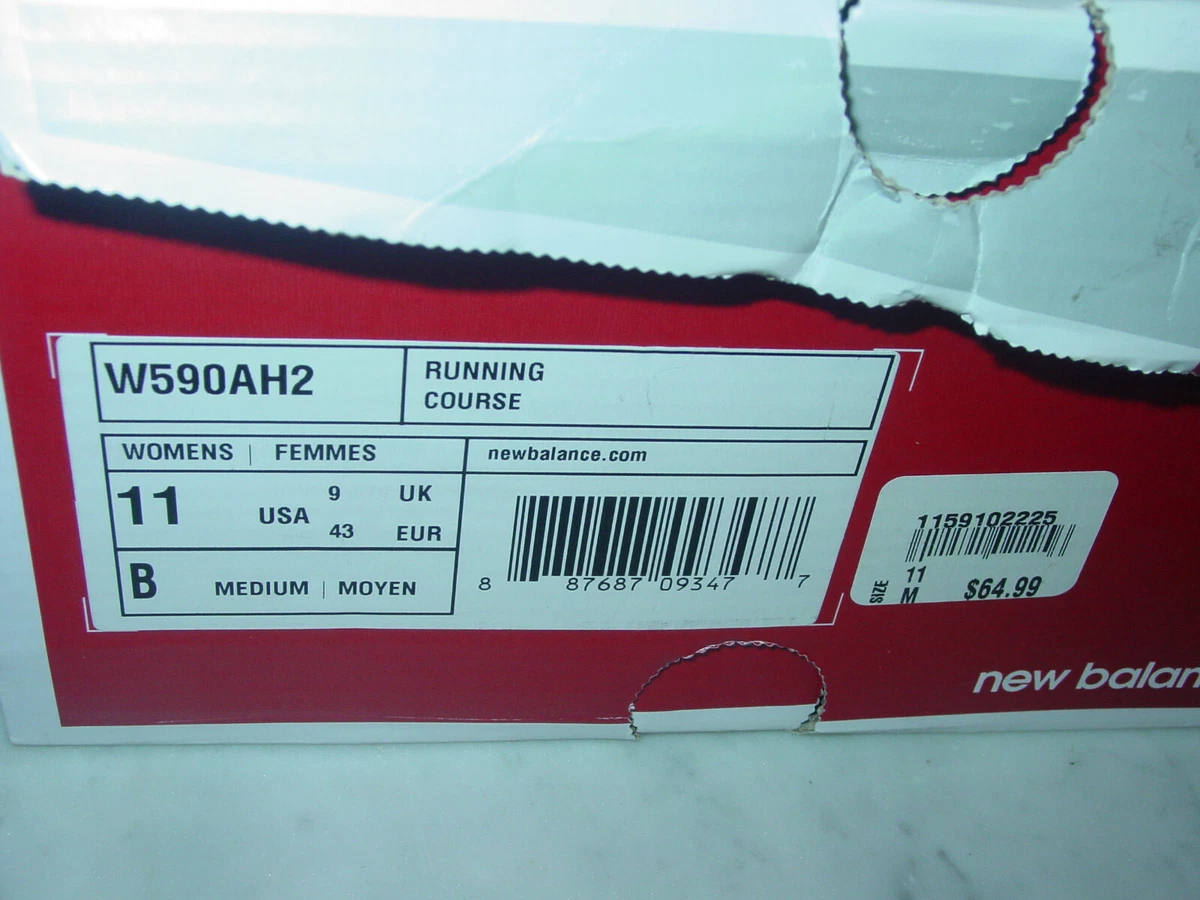 W590AH2
RUNNING
COURSE
WOMENS | FEMMES
newbalance.com
11 USA 9 UK
43 EUR
B MEDIUM | MOYEN
8 87687 09347 7
1159102225
SIZE 11 M $64.99
new balan